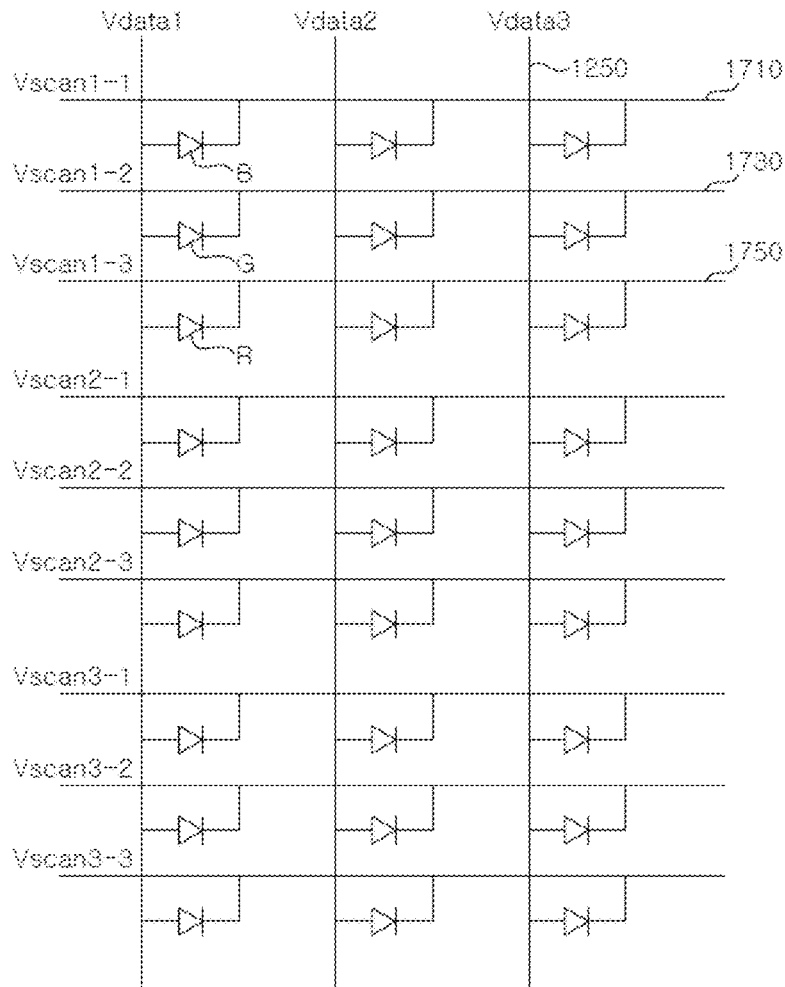 Vdata1 Vdata2 Vdata3
1250
1710
Vscan1-1
B
Vscan1-2
1730
G
Vscan1-3
1750
R
Vscan2-1
Vscan2-2
Vscan2-3
Vscan3-1
Vscan3-2
Vscan3-3